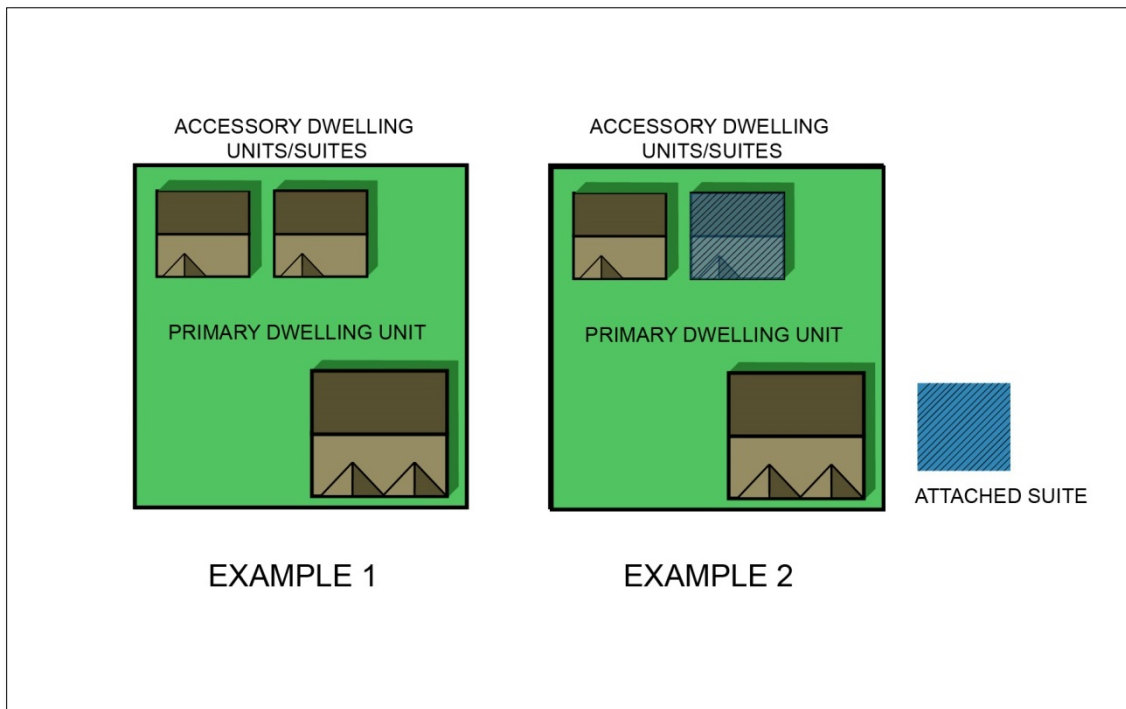 ACCESSORY DWELLING
UNITS/SUITES
PRIMARY DWELLING UNIT
EXAMPLE 1
ACCESSORY DWELLING
UNITS/SUITES
PRIMARY DWELLING UNIT
EXAMPLE 2
ATTACHED SUITE